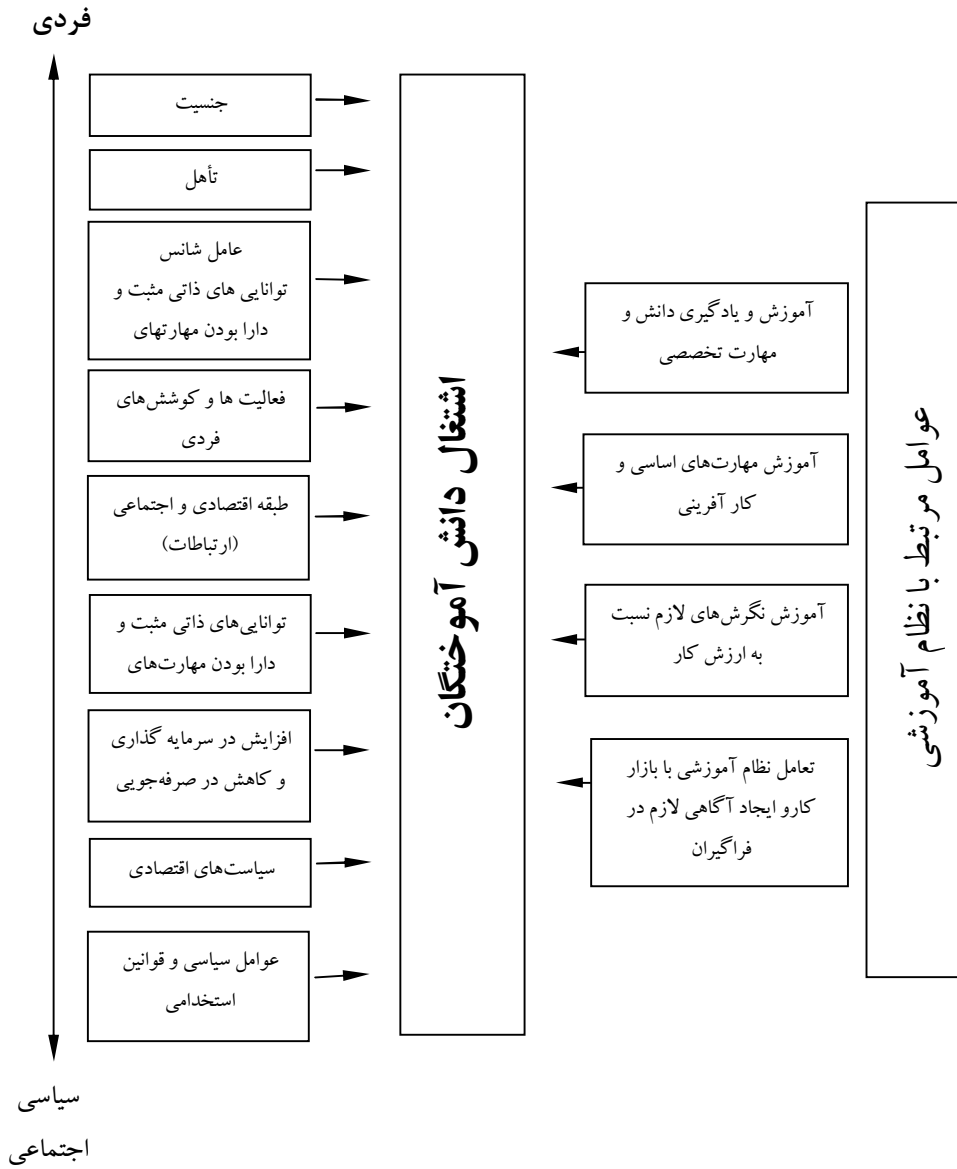 فردی
جنسیت
تأهل
عامل شانس
توانایی های ذاتی مثبت و
دارا بودن مهارتهای
فعالیت ها و کوشش‌های
فردی
طبقه اقتصادی و اجتماعی
(ارتباطات)
توانایی‌های ذاتی مثبت و
دارا بودن مهارت‌های
افزایش در سرمایه گذاری
و کاهش در صرفه‌جویی
سیاست‌های اقتصادی
عوامل سیاسی و قوانین
استخدامی
سیاسی
اجتماعی
اشتغال دانش آموختگان
آموزش و یادگیری دانش و
مهارت تخصصی
آموزش مهارت‌های اساسی و
کار آفرینی
آموزش نگرش‌های لازم نسبت
به ارزش کار
تعامل نظام آموزشی با بازار
کارو ایجاد آگاهی لازم در
فراگیران
عوامل مرتبط با نظام آموزشی